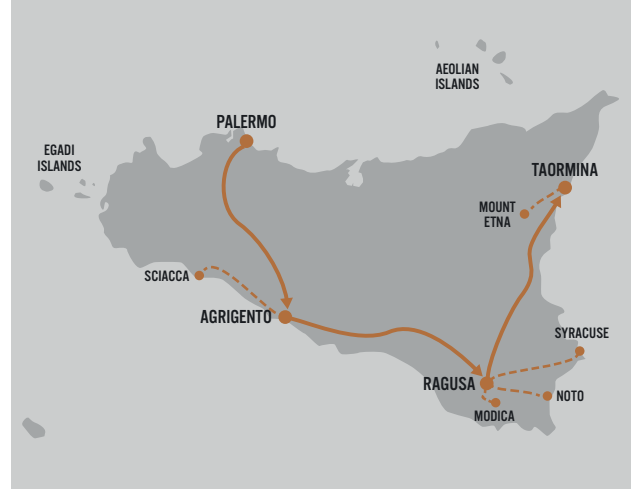 AEOLIAN
ISLANDS
PALERMO
EGADI
ISLANDS
TAORMINA
MOUNT
ETNA
SCIACCA
AGRIGENTO
SYRACUSE
RAGUSA
NOTO
MODICA